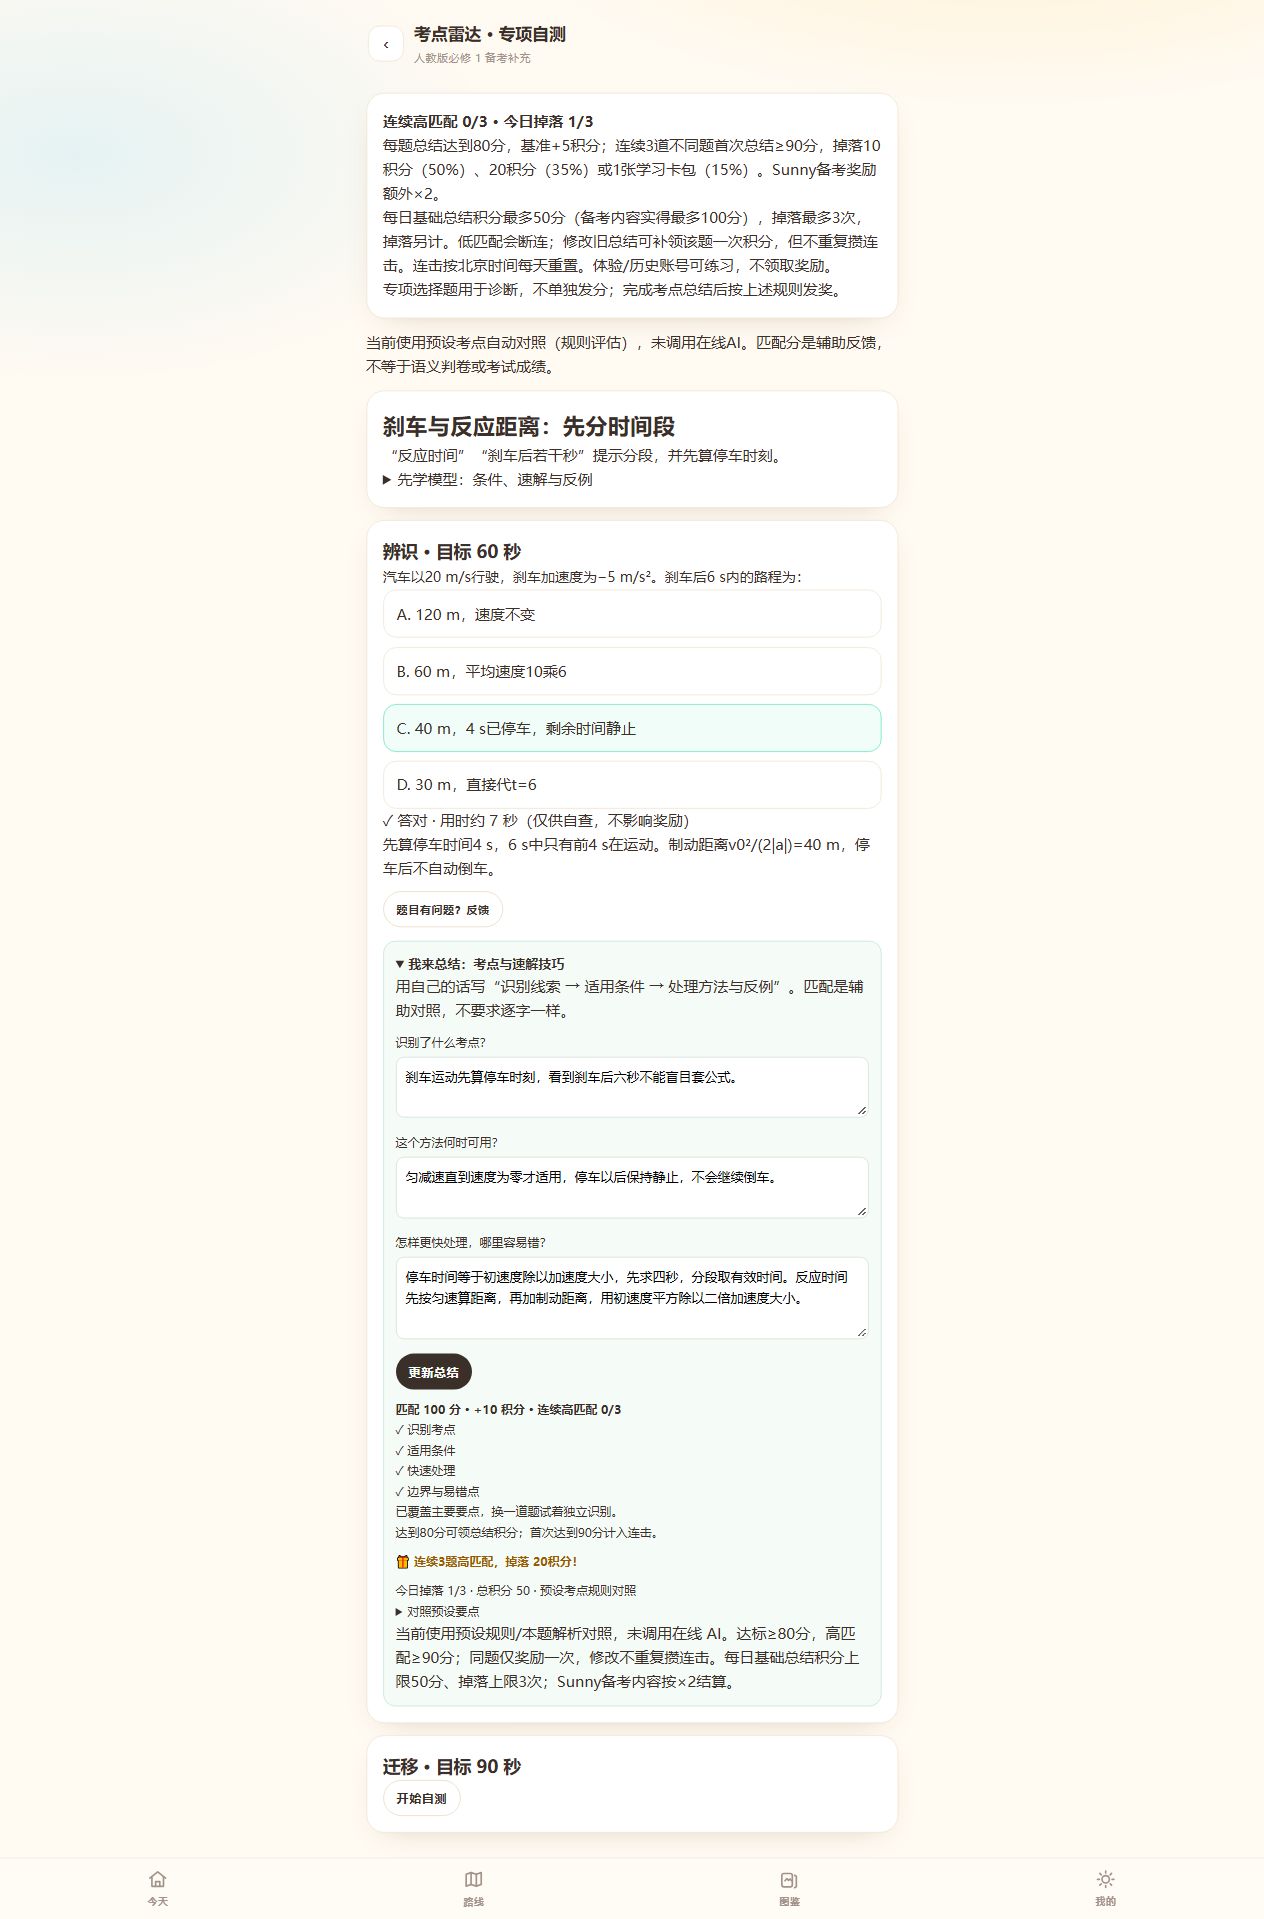 ‹
考点雷达 • 专项自测
人教版必修 1 备考补充
连续高匹配 0/3 • 今日掉落 1/3
每题总结达到80分，基准+5积分；连续3道不同题首次总结≥90分，掉落10
积分（50%）、20积分（35%）或1张学习卡包（15%）。Sunny备考奖励
额外×2。
每日基础总结积分最多50分（备考内容实得最多100分），掉落最多3次，
掉落另计。低匹配会断连；修改旧总结可补领该题一次积分，但不重复攒连
击。连击按北京时间每天重置。体验/历史账号可练习，不领取奖励。
专项选择题用于诊断，不单独发分；完成考点总结后按上述规则发奖。
当前使用预设考点自动对照（规则评估），未调用在线AI。匹配分是辅助反馈，
不等于语义判卷或考试成绩。
刹车与反应距离：先分时间段
“反应时间”“刹车后若干秒”提示分段，并先算停车时刻。
▶ 先学模型：条件、速解与反例
辨识 • 目标 60 秒
汽车以20 m/s行驶，刹车加速度为−5 m/s²。刹车后6 s内的路程为：
A. 120 m，速度不变
B. 60 m，平均速度10乘6
C. 40 m，4 s已停车，剩余时间静止
D. 30 m，直接代t=6
✓ 答对 · 用时约 7 秒（仅供自查，不影响奖励）
先算停车时间4 s，6 s中只有前4 s在运动。制动距离v0²/(2|a|)=40 m，停
车后不自动倒车。
题目有问题？反馈
▼ 我来总结：考点与速解技巧
用自己的话写“识别线索 → 适用条件 → 处理方法与反例”。匹配是辅
助对照，不要求逐字一样。
识别了什么考点？
刹车运动先算停车时刻，看到刹车后六秒不能盲目套公式。
这个方法何时可用？
匀减速直到速度为零才适用，停车以后保持静止，不会继续倒车。
怎样更快处理，哪里容易错？
停车时间等于初速度除以加速度大小，先求四秒，分段取有效时间。反应时间
先按匀速算距离，再加制动距离，用初速度平方除以二倍加速度大小。
更新总结
匹配 100 分 • +10 积分 • 连续高匹配 0/3
✓ 识别考点
✓ 适用条件
✓ 快速处理
✓ 边界与易错点
已覆盖主要要点，换一道题试着独立识别。
达到80分可领总结积分；首次达到90分计入连击。
🎁 连续3题高匹配，掉落 20积分！
今日掉落 1/3 · 总积分 50 · 预设考点规则对照
▶ 对照预设要点
当前使用预设规则/本题解析对照，未调用在线 AI。达标≥80分，高匹
配≥90分；同题仅奖励一次，修改不重复攒连击。每日基础总结积分上
限50分、掉落上限3次；Sunny备考内容按×2结算。
迁移 • 目标 90 秒
开始自测
今天
路线
图鉴
我的